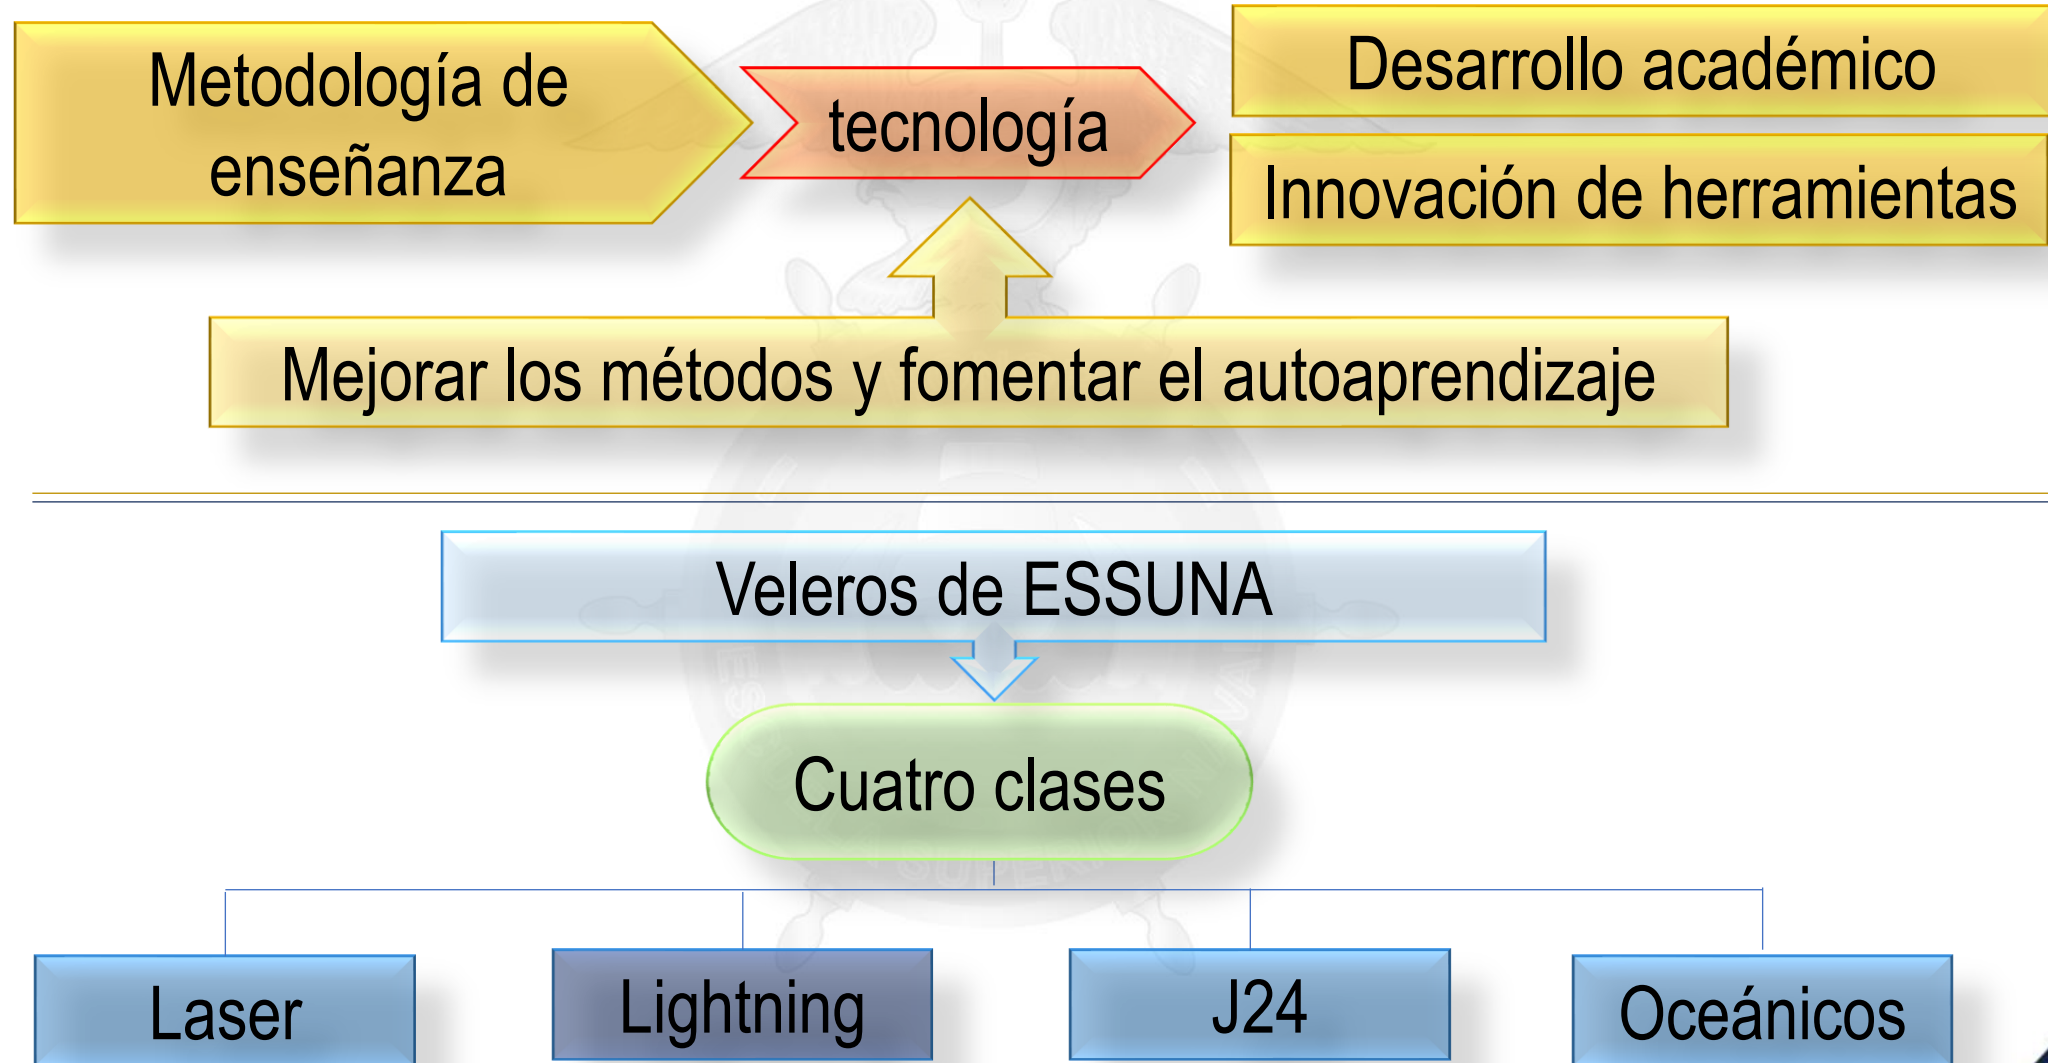 Metodología de
enseñanza
tecnología
Desarrollo académico
Innovación de herramientas
Mejorar los métodos y fomentar el autoaprendizaje
Veleros de ESSUNA
Cuatro clases
Laser
Lightning
J24
Oceánicos